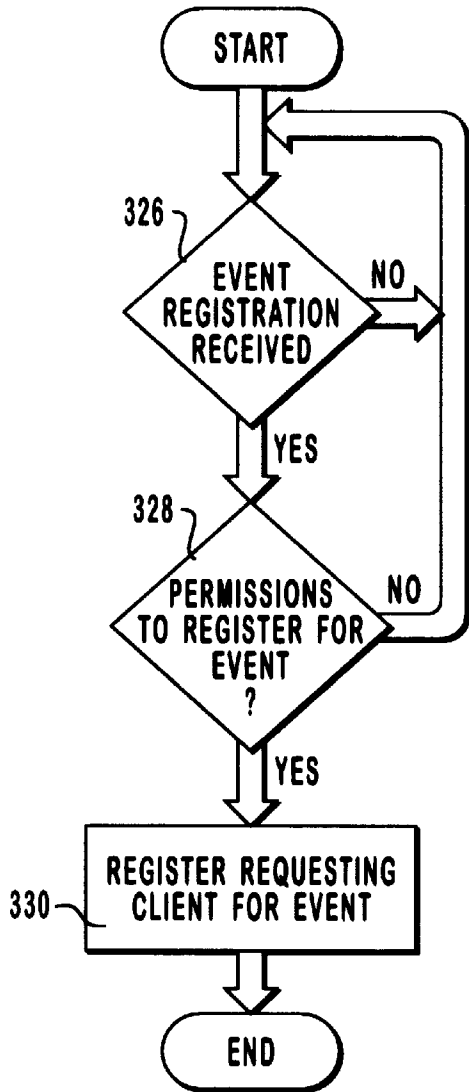 START
326
EVENT
REGISTRATION
RECEIVED
NO
YES
328
PERMISSIONS
TO REGISTER FOR
EVENT
?
NO
YES
REGISTER REQUESTING
CLIENT FOR EVENT
330
END